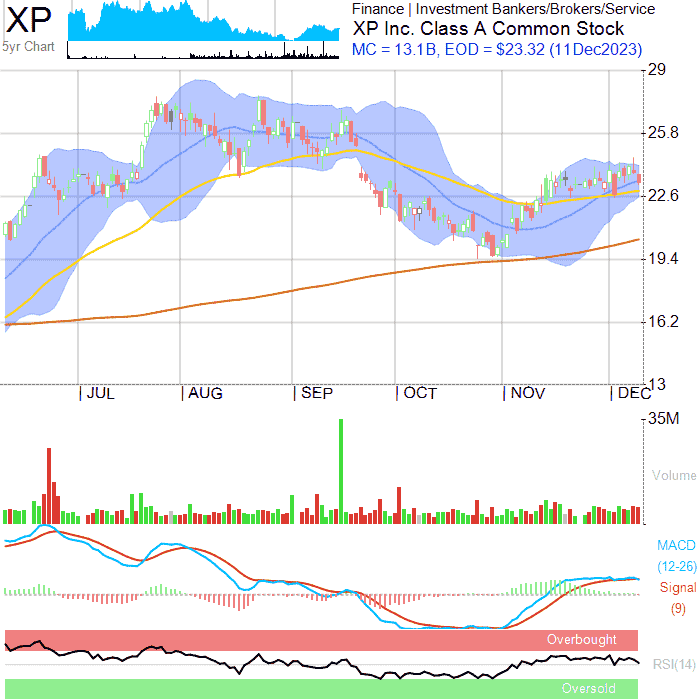 XP
5yr Chart
Finance | Investment Bankers/Brokers/Service
XP Inc. Class A Common Stock
MC = 13.1B, EOD = $23.32 (11Dec2023)
29
25.8
22.6
19.4
16.2
13
JUL
AUG
SEP
OCT
NOV
DEC
35M
Volume
MACD
(12-26)
Signal
(9)
Overbought
RSI(14)
Oversold